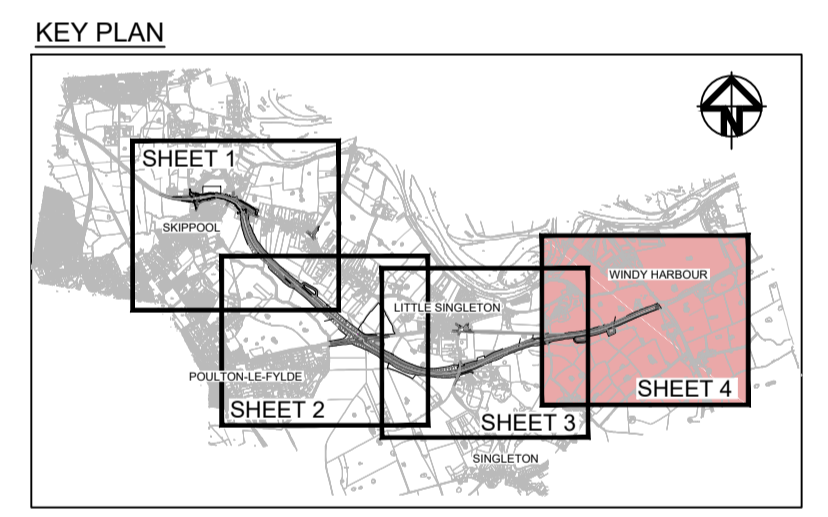 KEY PLAN
N
SHEET 1
SKIPPOOL
WINDY HARBOUR
LITTLE SINGLETON
POULTON-LE-FYLDE
SHEET 4
SHEET 2
SHEET 3
SINGLETON